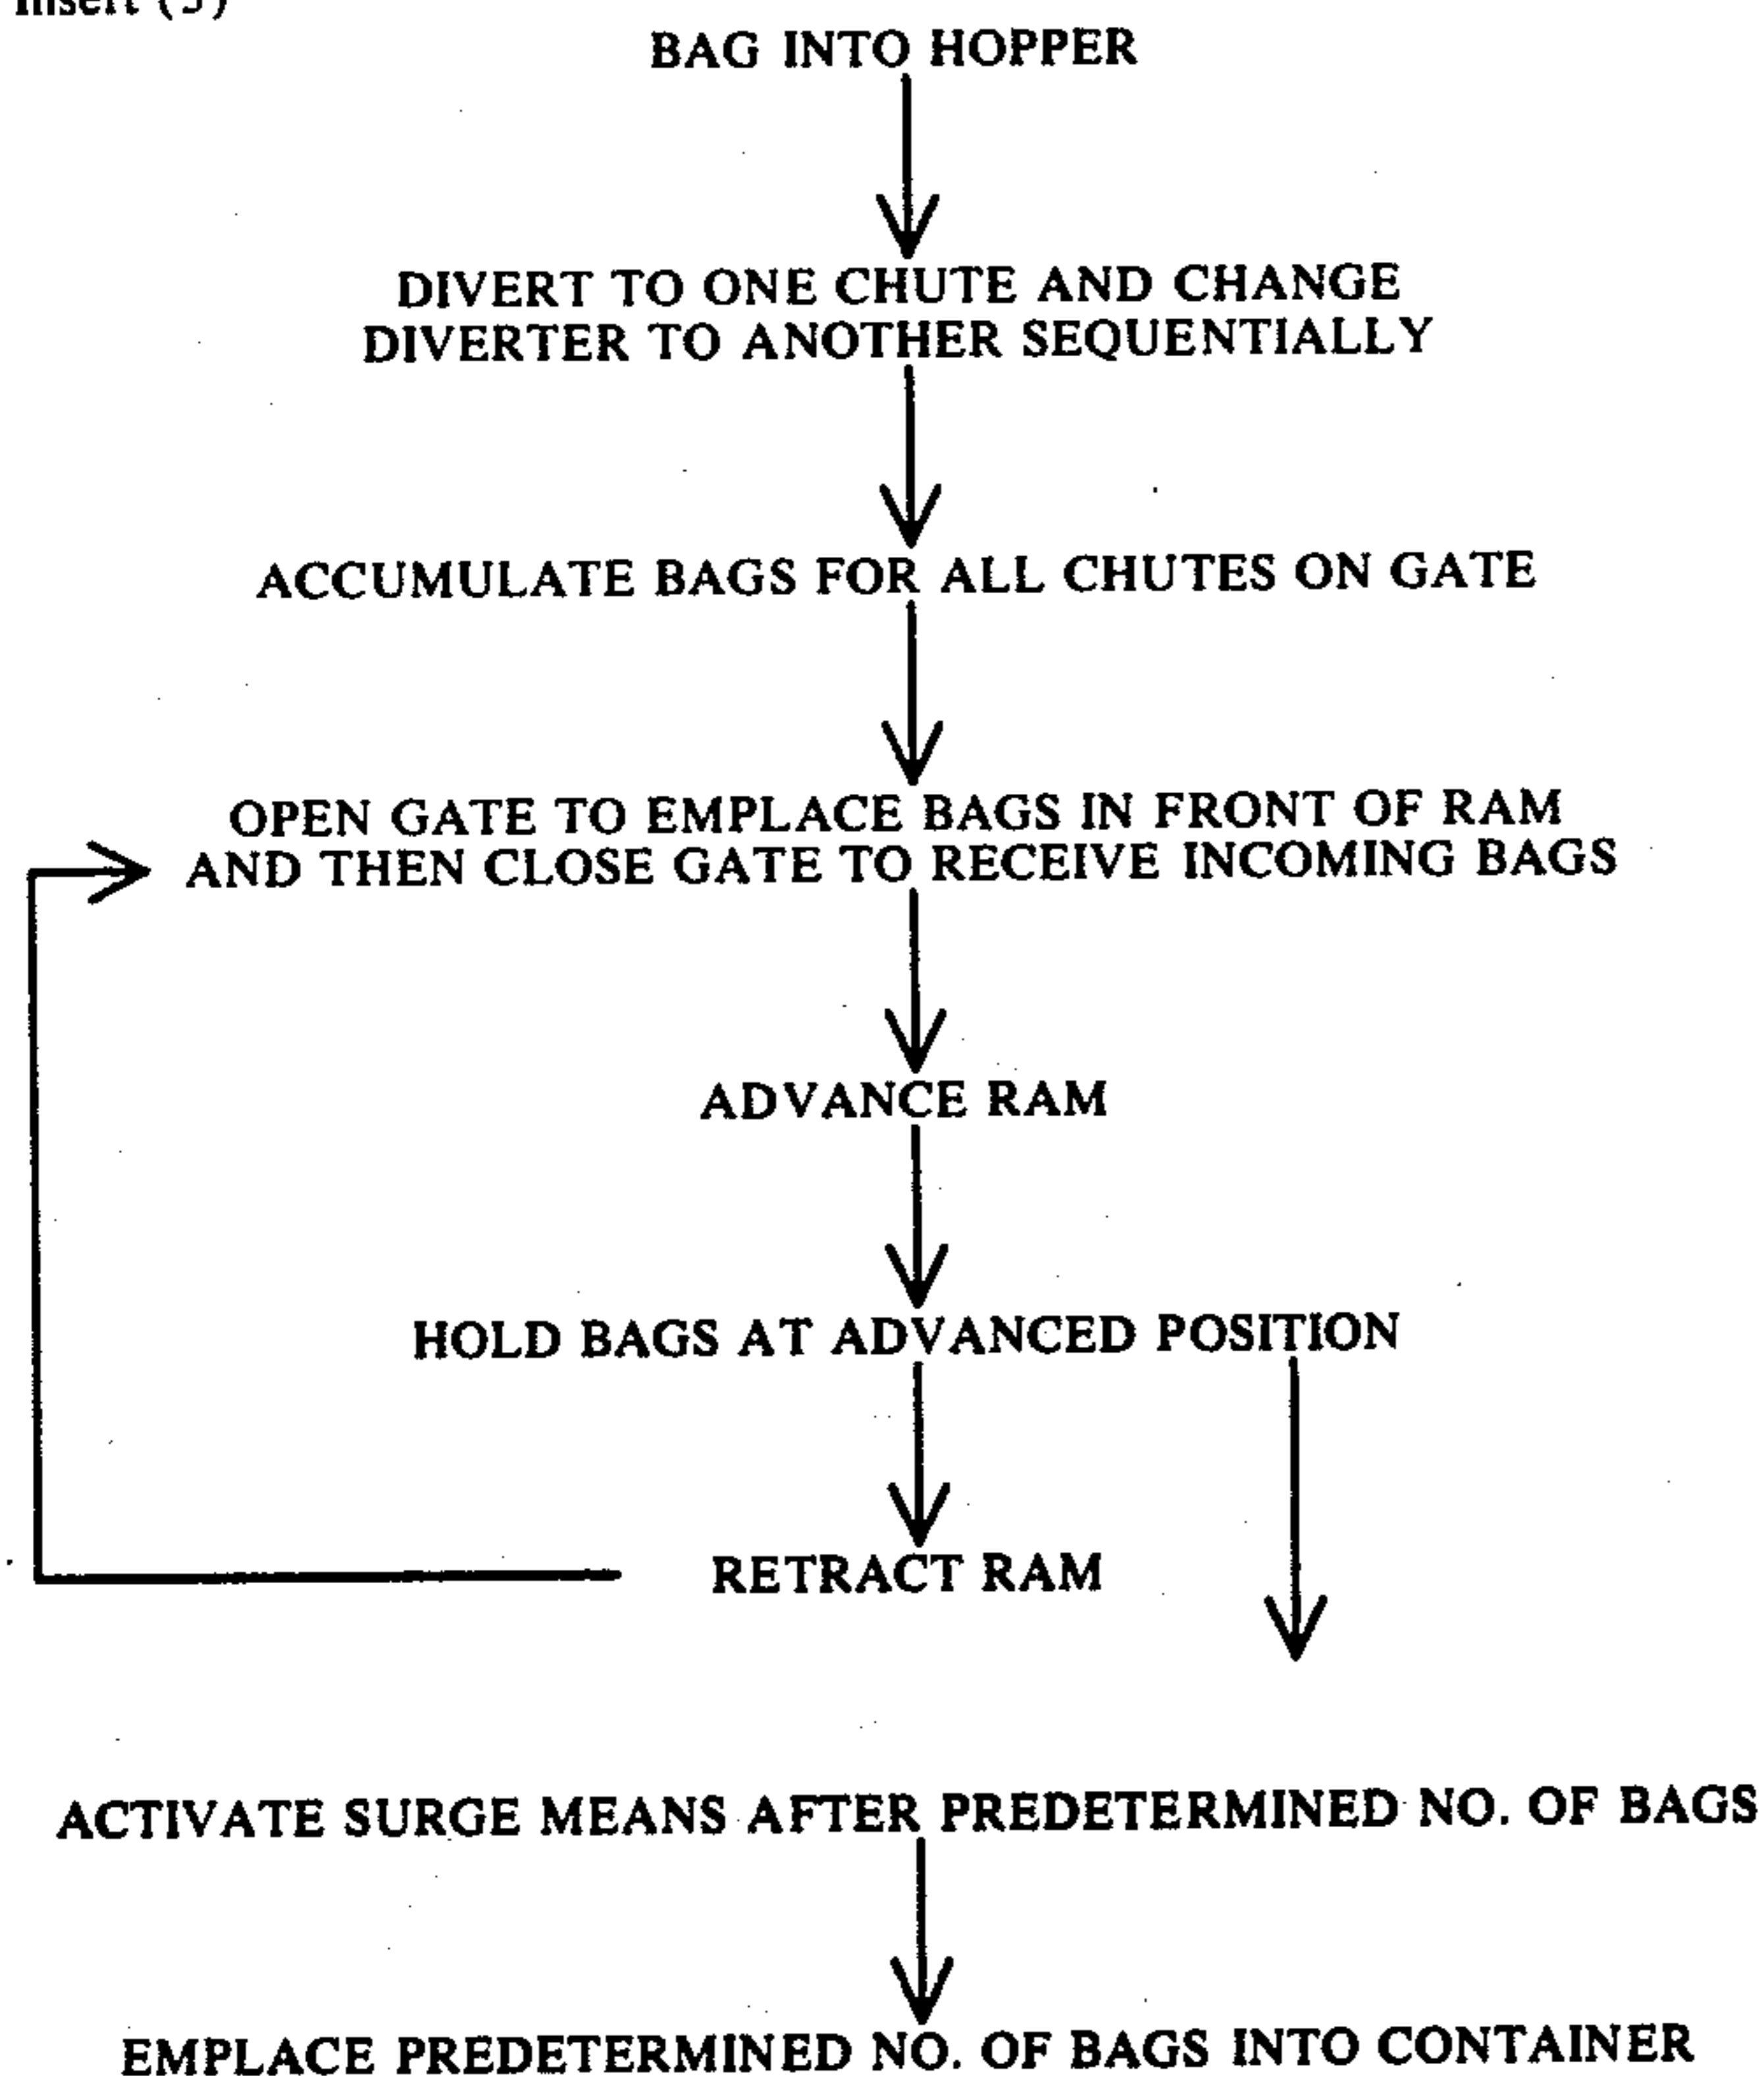 Insert (3)
BAG INTO HOPPER
DIVERT TO ONE CHUTE AND CHANGE
DIVERTER TO ANOTHER SEQUENTIALLY
ACCUMULATE BAGS FOR ALL CHUTES ON GATE
OPEN GATE TO EMPLACE BAGS IN FRONT OF RAM
AND THEN CLOSE GATE TO RECEIVE INCOMING BAGS
ADVANCE RAM
HOLD BAGS AT ADVANCED POSITION
RETRACT RAM
ACTIVATE SURGE MEANS AFTER PREDETERMINED NO. OF BAGS
EMPLACE PREDETERMINED NO. OF BAGS INTO CONTAINER